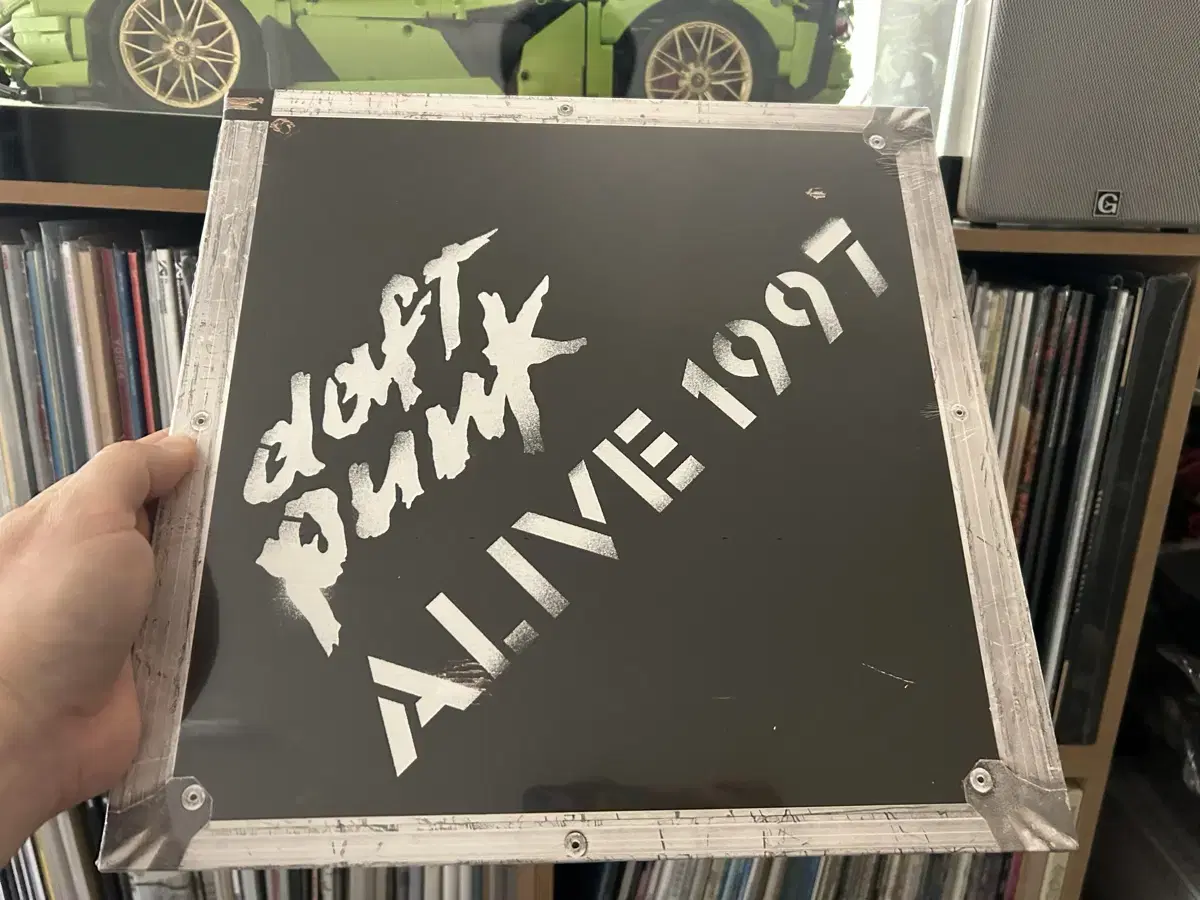 daft
punk
ALIVE 1997
G